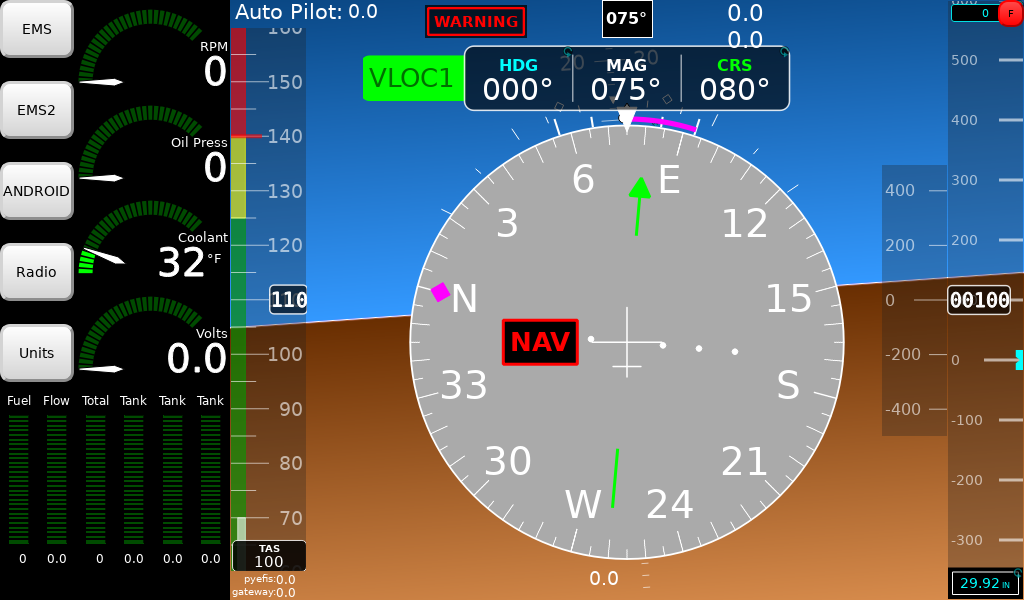 EMS
EMS2
ANDROID
Radio
Units
RPM
0
Oil Press
0
Coolant
32°F
Volts
0.0
Fuel Flow Total Tank Tank Tank
0 0.0 0 0.0 0.0 0.0
Auto Pilot: 0.0
WARNING
075°
0.0
0.0
VLOC1
HDG MAG CRS
000° 075° 080°
20 20
160
150
140
130
120
110
100
90
80
70
TAS
100
pyefis:0.0
gateway:0.0
6 E
3 12
N 15
NAV
33 S
30 21
W 24
0.0
400
200
0
-200
-400
0
F
500
400
300
200
00100
0
-100
-200
-300
29.92 IN